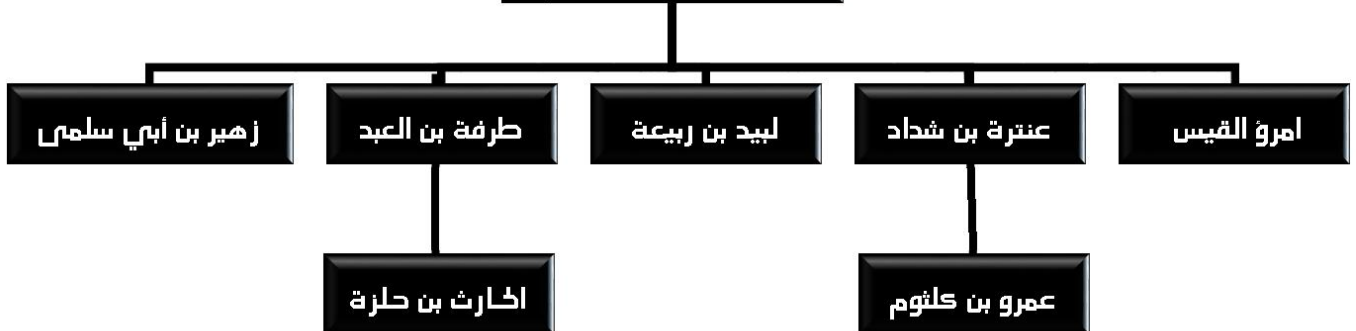 امرؤ القيس
عنترة بن شداد
لبيد بن ربيعة
طرفة بن العبد
زهير بن أبي سلمى
عمرو بن كلثوم
الحارث بن حلزة